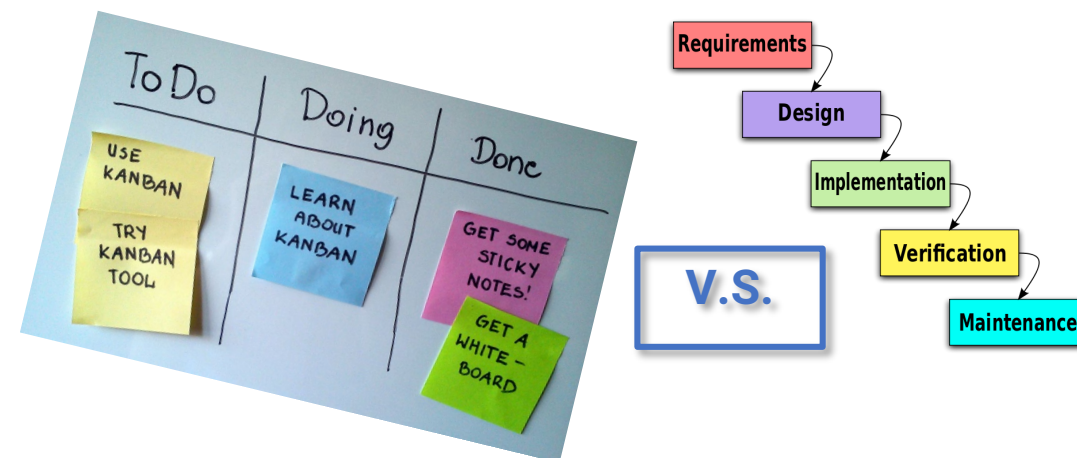 To Do
Doing
Done
USE
KANBAN
TRY
KANBAN
TOOL
LEARN
ABOUT
KANBAN
GET SOME
STICKY
NOTES!
GET A
WHITE-
BOARD
V.S.
Requirements
Design
Implementation
Verification
Maintenance